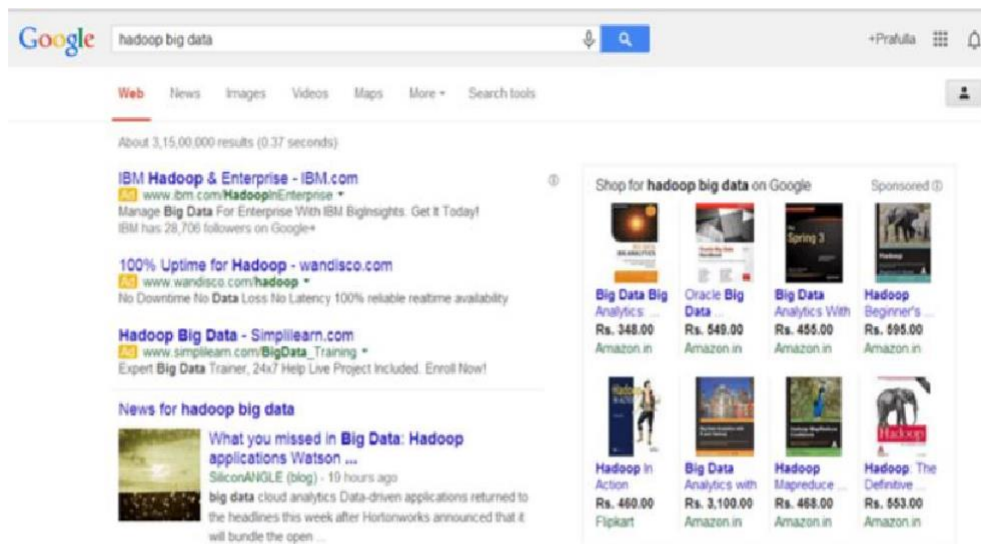 Google
hadoop big data
+Prafulla
Web News Images Videos Maps More Search tools
About 3,15,00,000 results (0.37 seconds)
IBM Hadoop & Enterprise - IBM.com
Ad www.ibm.com/HadoopInEnterprise
Manage Big Data For Enterprise With IBM BigInsights. Get It Today!
IBM has 28,706 followers on Google+
100% Uptime for Hadoop - wandisco.com
Ad www.wandisco.com/hadoop
No Downtime No Data Loss No Latency 100% reliable realtime availability
Hadoop Big Data - Simplilearn.com
Ad www.simplilearn.com/BigData_Training
Expert Big Data Trainer, 24x7 Help Live Project Included. Enroll Now!
News for hadoop big data
What you missed in Big Data: Hadoop
applications Watson ...
SiliconANGLE (blog) - 19 hours ago
big data cloud analytics Data-driven applications returned to
the headlines this week after Hortonworks announced that it
will bundle the open ...
Shop for hadoop big data on Google Sponsored
Spring 3
Hadoop
Big Data Big
Analytics: ...
Rs. 348.00
Amazon.in
Oracle Big
Data ...
Rs. 549.00
Amazon.in
Big Data
Analytics With
Rs. 455.00
Amazon.in
Hadoop
Beginner's ...
Rs. 595.00
Amazon.in
Hadoop
Hadoop
Hadoop In
Action
Rs. 460.00
Flipkart
Big Data
Analytics with
Rs. 3,100.00
Amazon.in
Hadoop
Mapreduce ...
Rs. 468.00
Amazon.in
Hadoop: The
Definitive ...
Rs. 553.00
Amazon.in